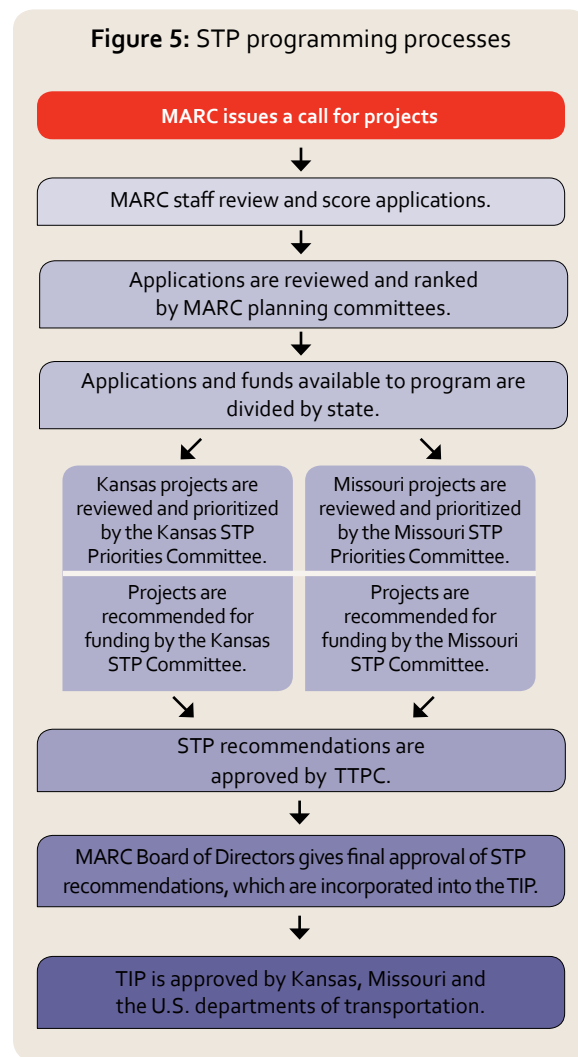 Figure 5: STP programming processes
MARC issues a call for projects
MARC staff review and score applications.
Applications are reviewed and ranked
by MARC planning committees.
Applications and funds available to program are
divided by state.
Kansas projects are
reviewed and prioritized
by the Kansas STP
Priorities Committee.
Projects are
recommended for
funding by the Kansas
STP Committee.
Missouri projects are
reviewed and prioritized
by the Missouri STP
Priorities Committee.
Projects are
recommended for
funding by the Missouri
STP Committee.
STP recommendations are
approved by TTPC.
MARC Board of Directors gives final approval of STP
recommendations, which are incorporated into the TIP.
TIP is approved by Kansas, Missouri and
the U.S. departments of transportation.